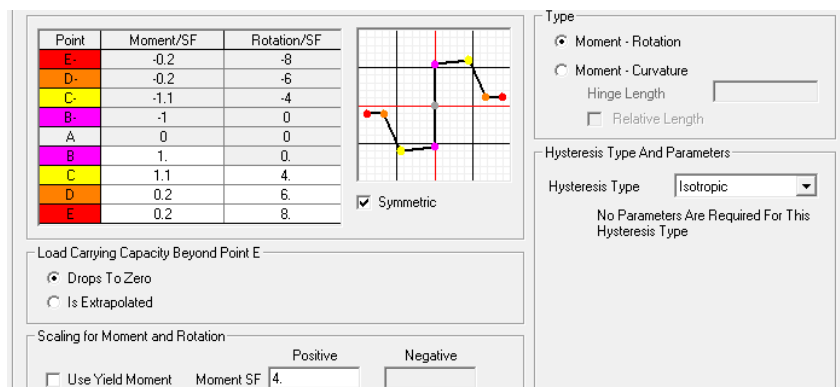 Point Moment/SF Rotation/SF
E- -0.2 -8
D- -0.2 -6
C- -1.1 -4
B- -1 0
A 0 0
B 1. 0.
C 1.1 4.
D 0.2 6.
E 0.2 8.
Symmetric
Load Carrying Capacity Beyond Point E
Drops To Zero
Is Extrapolated
Scaling for Moment and Rotation
Positive Negative
Use Yield Moment Moment SF 4.
Type
Moment - Rotation
Moment - Curvature
Hinge Length
Relative Length
Hysteresis Type And Parameters
Hysteresis Type Isotropic
No Parameters Are Required For This
Hysteresis Type